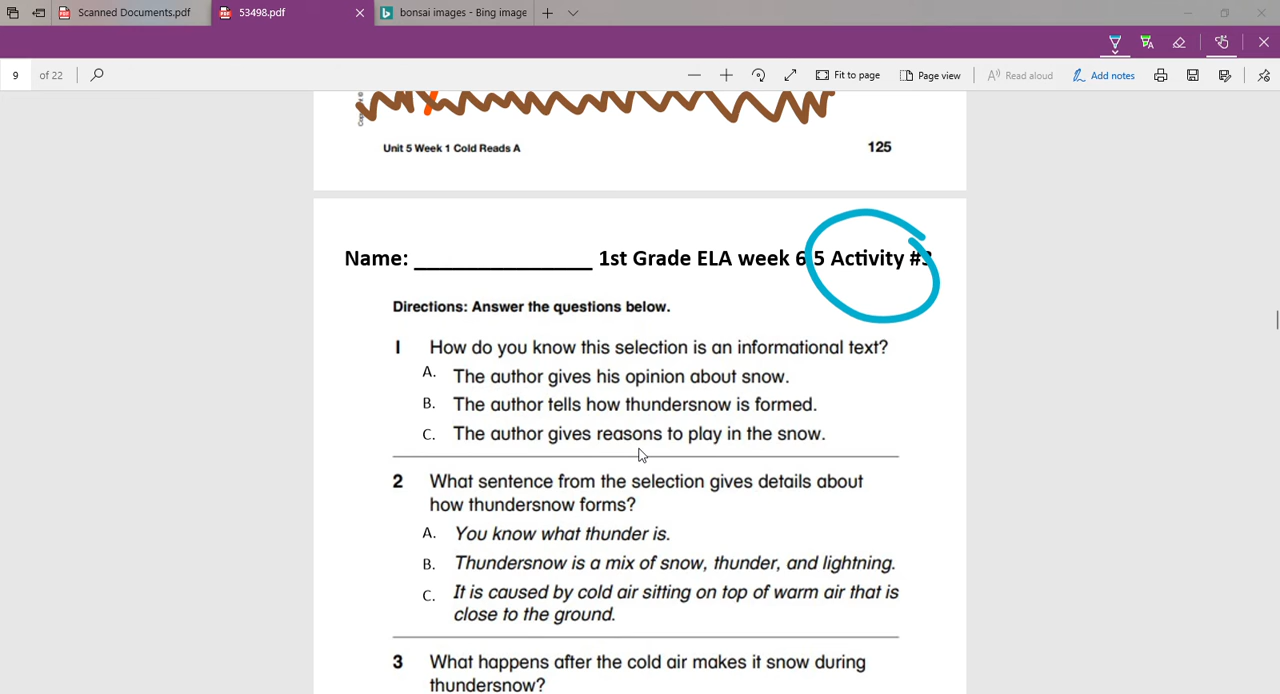 Scanned Documents.pdf
53498.pdf
bonsai images - Bing image
9 of 22
Fit to page
Page view
Read aloud
Add notes
Unit 5 Week 1 Cold Reads A
125
Name: ________________ 1st Grade ELA week 6.5 Activity #3
Directions: Answer the questions below.
1 How do you know this selection is an informational text?
A. The author gives his opinion about snow.
B. The author tells how thundersnow is formed.
C. The author gives reasons to play in the snow.
2 What sentence from the selection gives details about
how thundersnow forms?
A. You know what thunder is.
B. Thundersnow is a mix of snow, thunder, and lightning.
C. It is caused by cold air sitting on top of warm air that is
close to the ground.
3 What happens after the cold air makes it snow during
thundersnow?